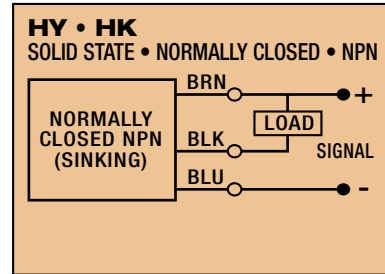 HY • HK
SOLID STATE • NORMALLY CLOSED • NPN
BRN
+
NORMALLY
CLOSED NPN
(SINKING)
LOAD
BLK
SIGNAL
BLU
-